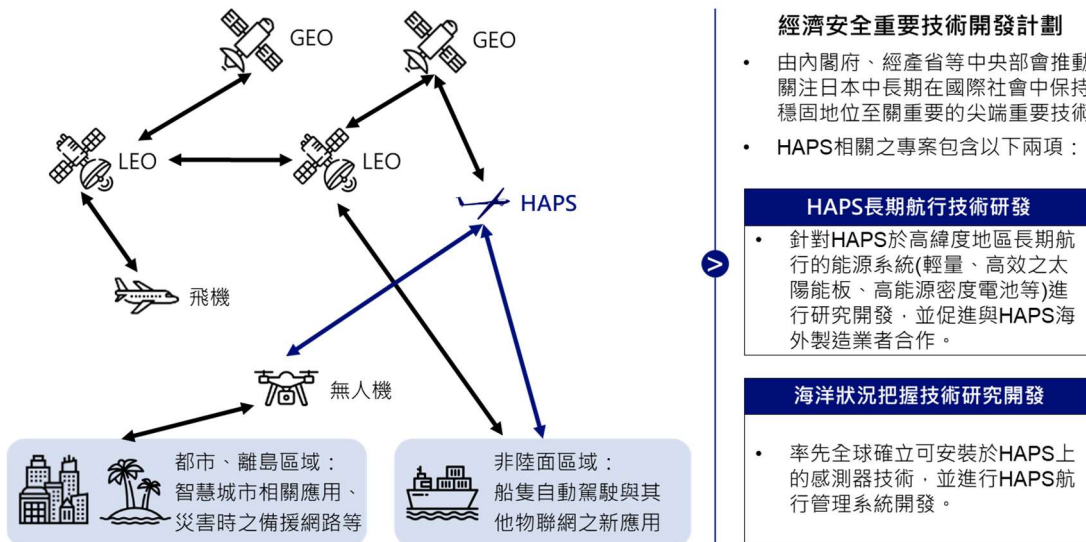 GEO
GEO
LEO
LEO
HAPS
飛機
無人機
都市、離島區域：
智慧城市相關應用、
災害時之備援網路等
非陸面區域：
船隻自動駕駛與其
他物聯網之新應用
經濟安全重要技術開發計劃
• 由內閣府、經產省等中央部會推動
關注日本中長期在國際社會中保持
穩固地位至關重要的尖端重要技術
• HAPS相關之專案包含以下兩項：
HAPS長期航行技術研發
• 針對HAPS於高緯度地區長期航
行的能源系統(輕量、高效之太
陽能板、高能源密度電池等)進
行研究開發，並促進與HAPS海
外製造業者合作。
海洋狀況把握技術研究開發
• 率先全球確立可安裝於HAPS上
的感測器技術，並進行HAPS航
行管理系統開發。